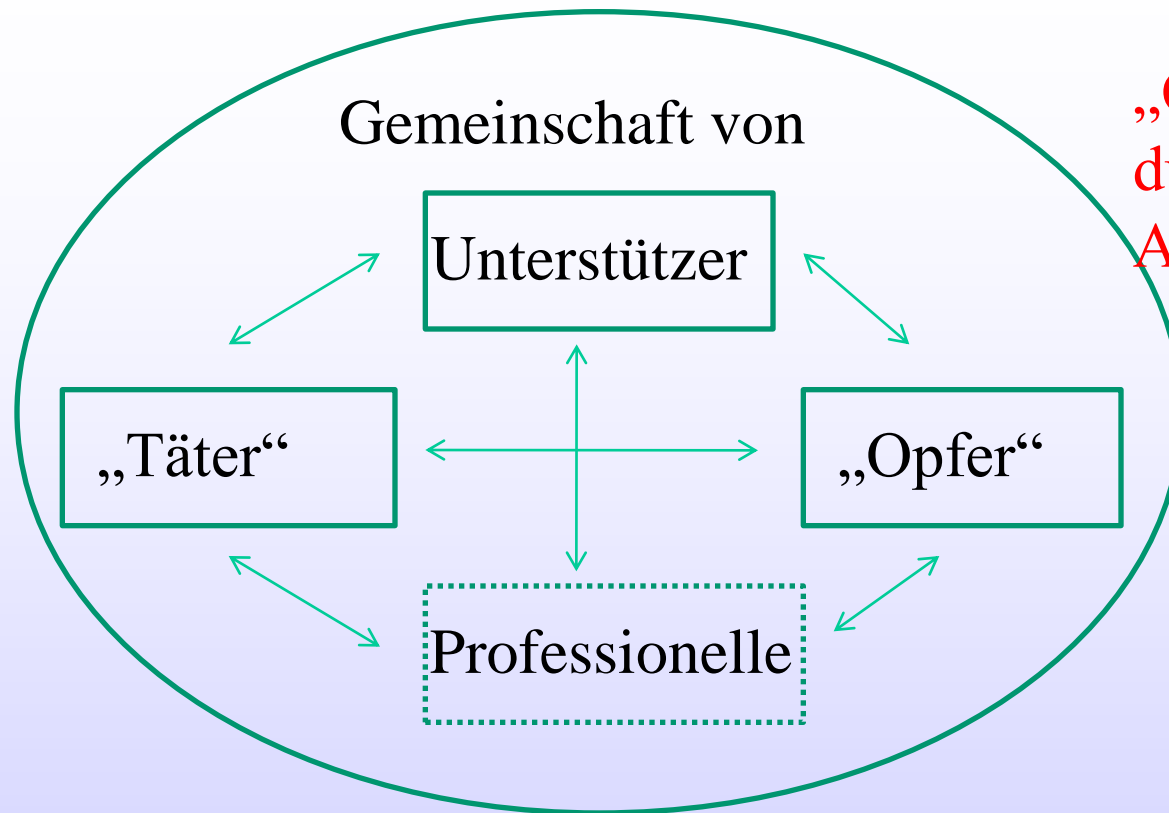 Gemeinschaft von
Unterstützer
„Täter“
„Opfer“
Professionelle